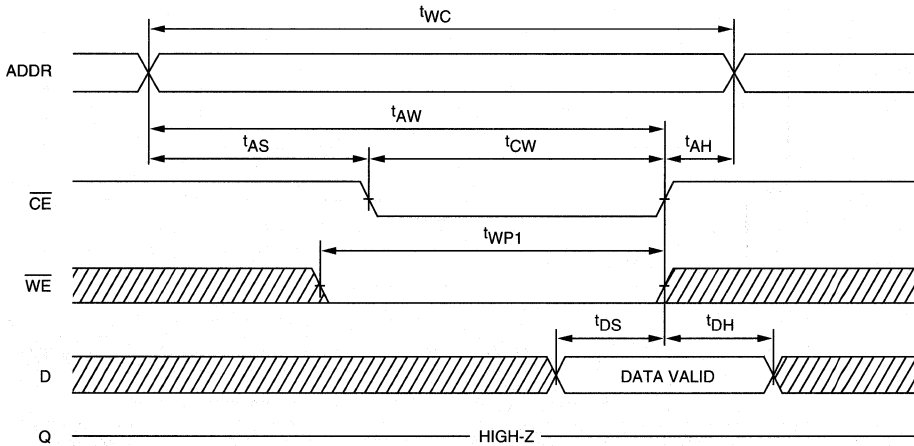 tWC
ADDR
tAW
tAS tCW tAH
CE
tWP1
WE
tDS tDH
D DATA VALID
Q HIGH-Z